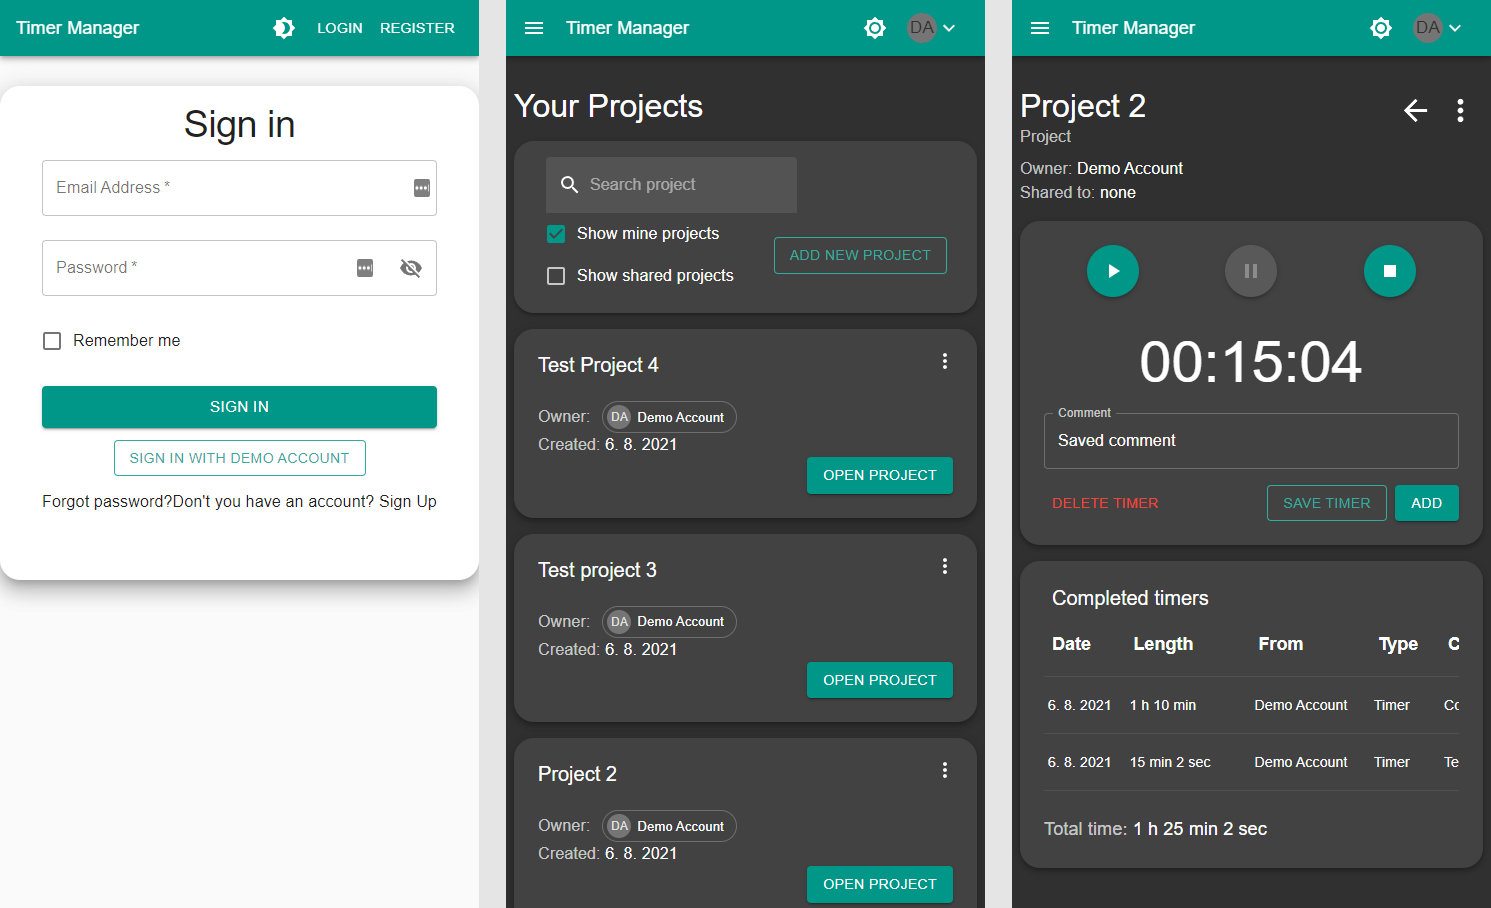 Timer Manager LOGIN REGISTER
Sign in
Email Address *
Password *
Remember me
SIGN IN
SIGN IN WITH DEMO ACCOUNT
Forgot password?Don't you have an account? Sign Up
Timer Manager DA
Your Projects
Search project
Show mine projects
ADD NEW PROJECT
Show shared projects
Test Project 4
Owner: DA Demo Account
Created: 6. 8. 2021
OPEN PROJECT
Test project 3
Owner: DA Demo Account
Created: 6. 8. 2021
OPEN PROJECT
Project 2
Owner: DA Demo Account
Created: 6. 8. 2021
OPEN PROJECT
Timer Manager DA
Project 2
Project
Owner: Demo Account
Shared to: none
00:15:04
Comment
Saved comment
DELETE TIMER SAVE TIMER ADD
Completed timers
Date Length From Type C
6. 8. 2021 1 h 10 min Demo Account Timer Co
6. 8. 2021 15 min 2 sec Demo Account Timer Te
Total time: 1 h 25 min 2 sec